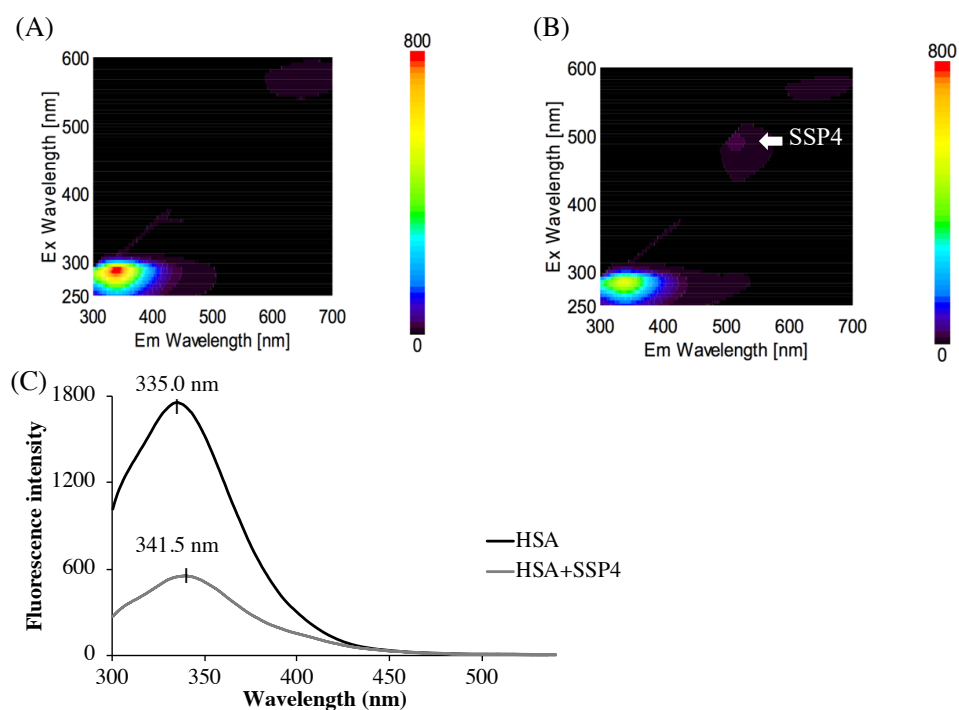 (A)
800
600
500
400
300
250
Ex Wavelength [nm]
300 400 500 600 700
Em Wavelength [nm]
0
(B)
800
600
500
400
300
250
Ex Wavelength [nm]
SSP4
300 400 500 600 700
Em Wavelength [nm]
0
(C)
335.0 nm
1800
1200
600
0
Fluorescence intensity
341.5 nm
HSA
HSA+SSP4
300 350 400 450 500
Wavelength (nm)